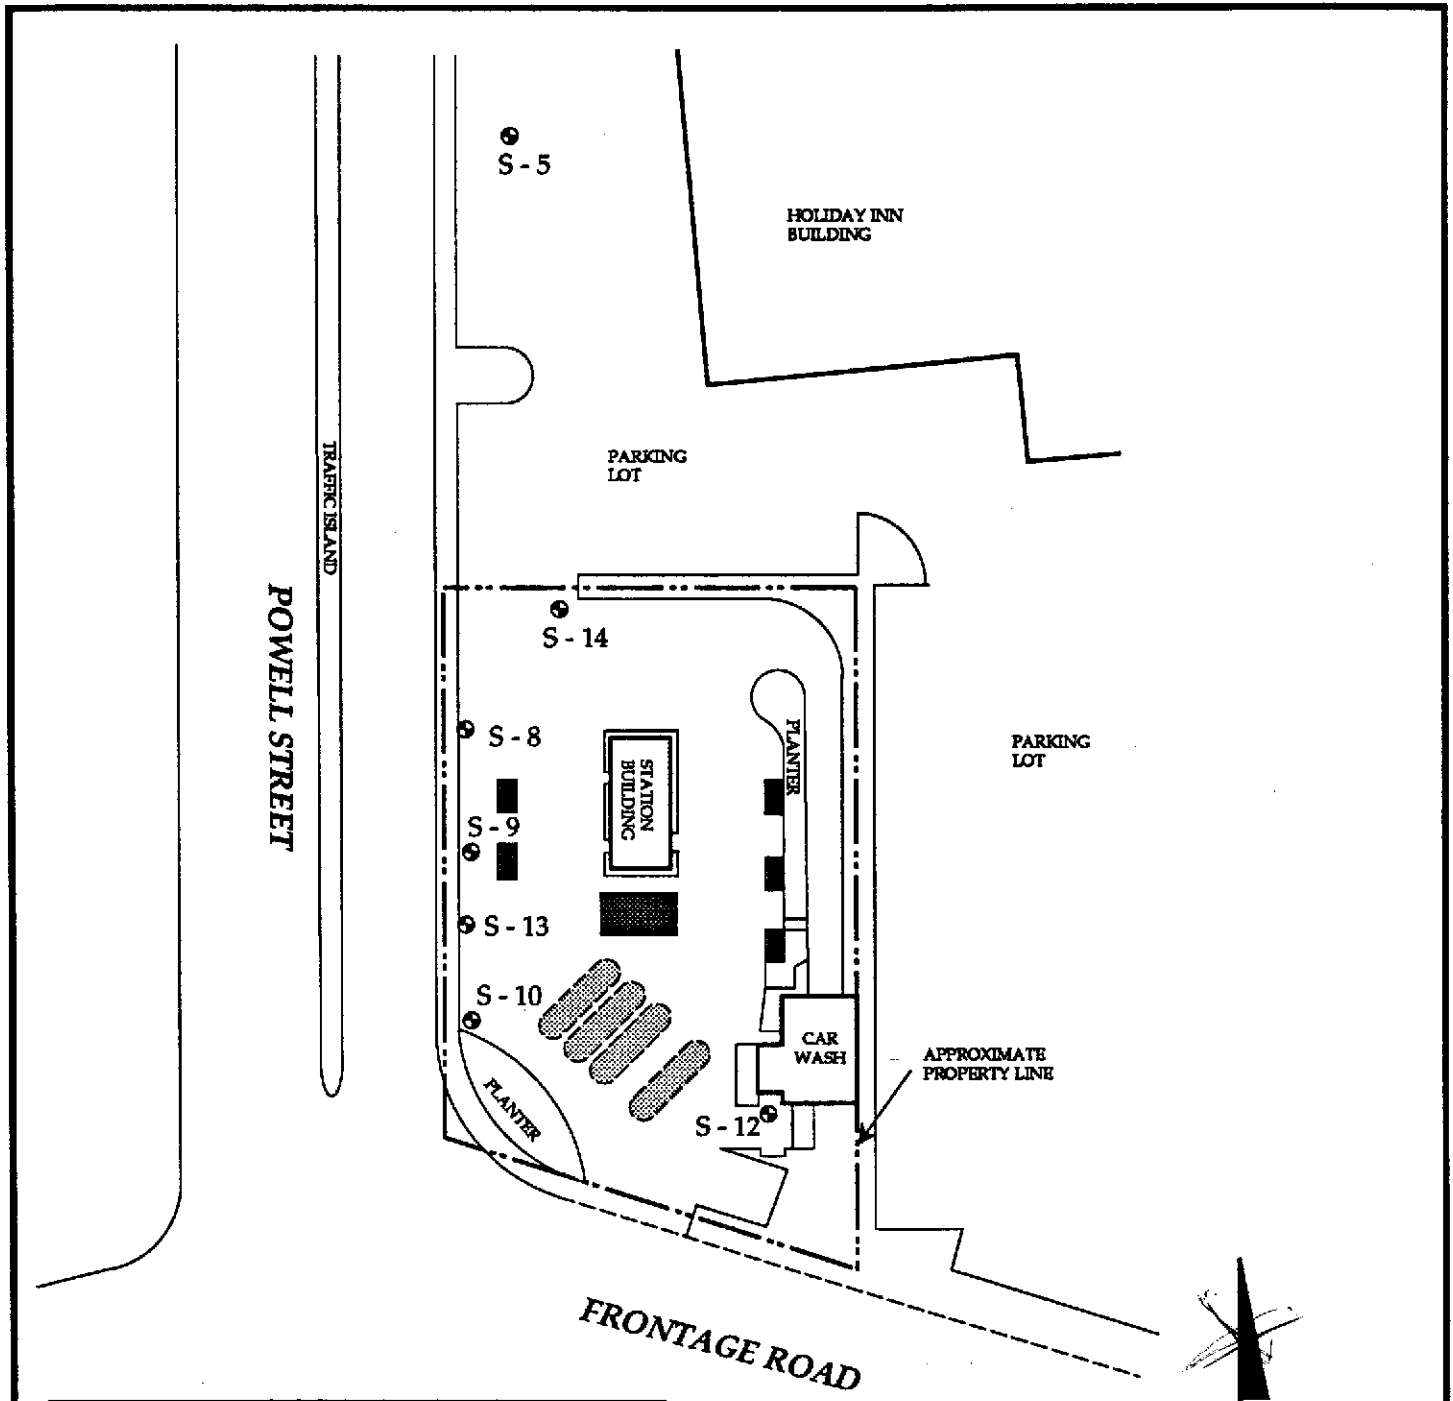 S - 5
HOLIDAY INN
BUILDING
TRAFFIC ISLAND
PARKING
LOT
POWELL STREET
S - 14
S - 8
STATION
BUILDING
PLANTER
PARKING
LOT
S - 9
S - 13
S - 10
CAR
WASH
APPROXIMATE
PROPERTY LINE
PLANTER
S - 12
FRONTAGE ROAD